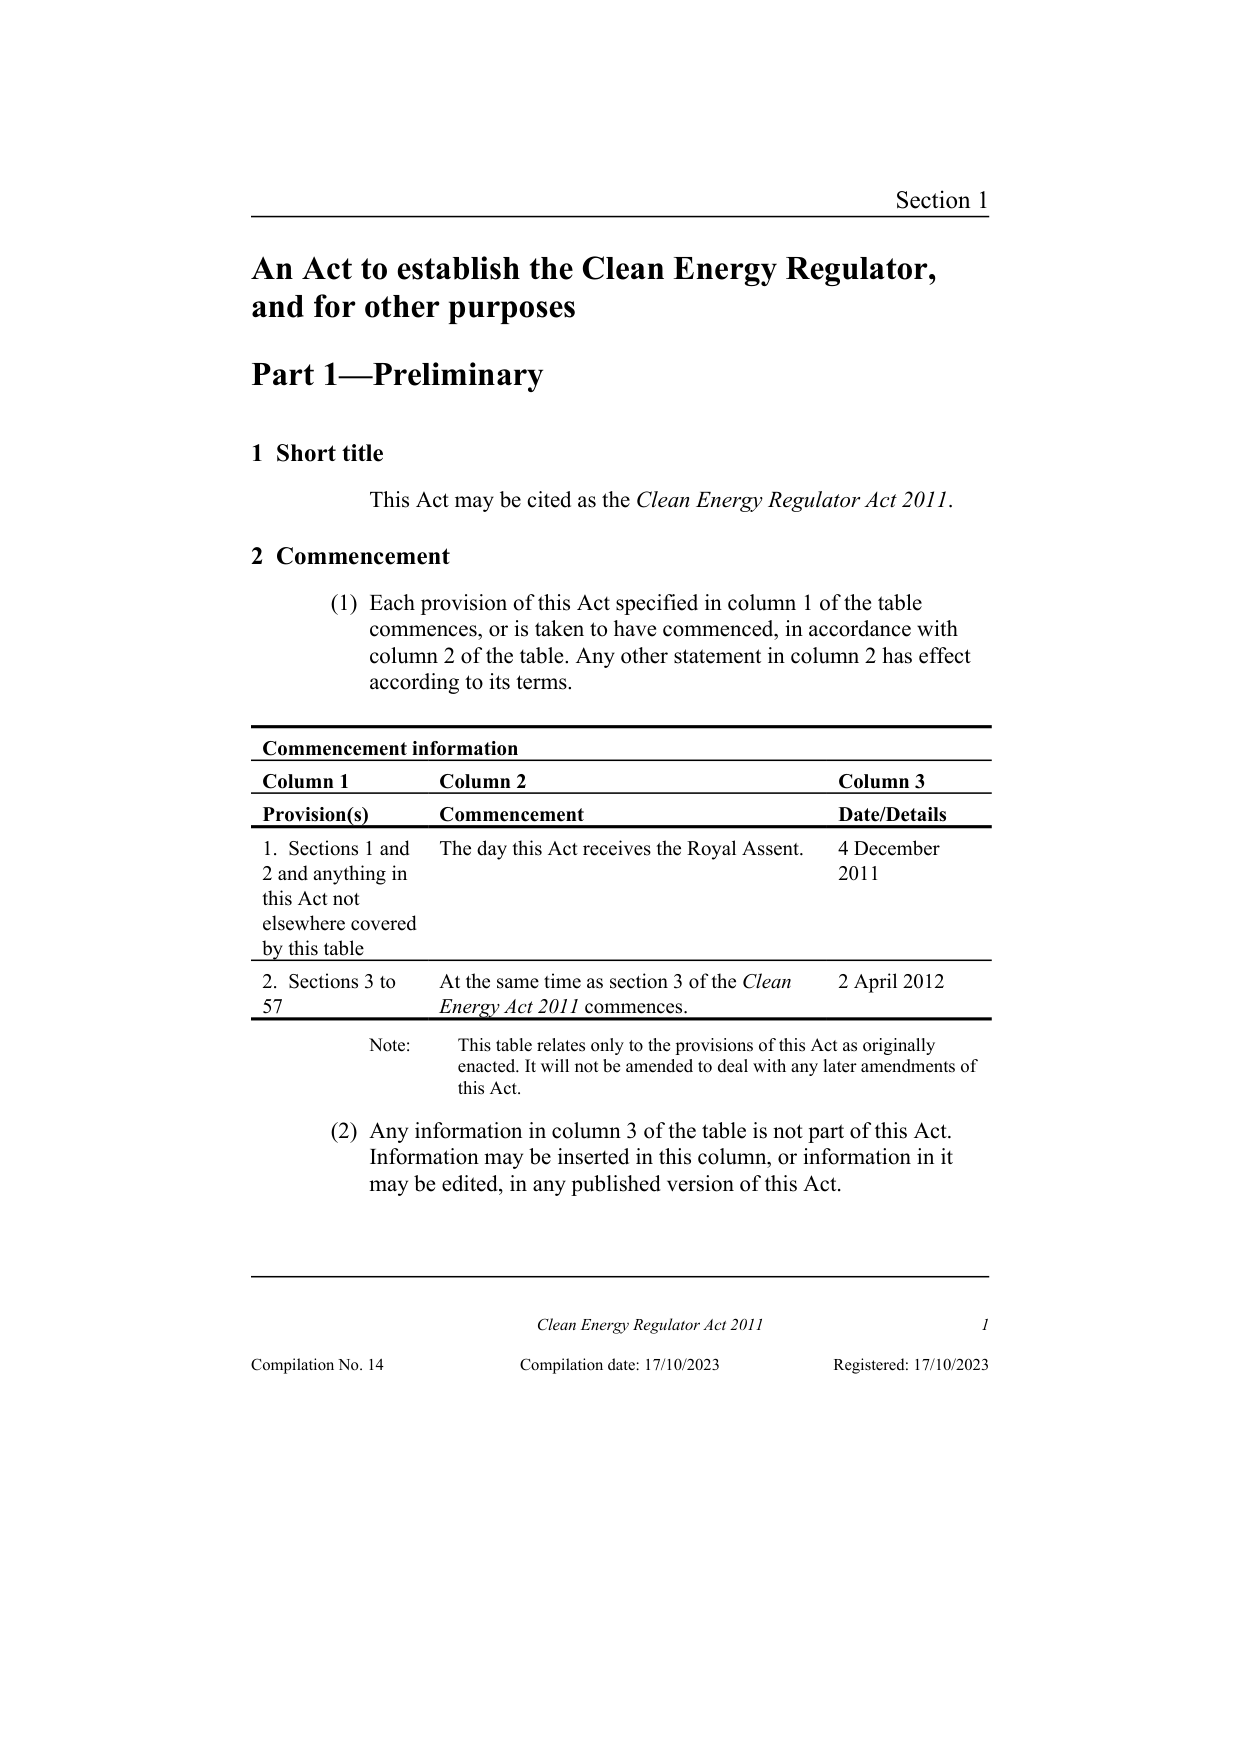 Section 1
An Act to establish the Clean Energy Regulator,
and for other purposes
Part 1—Preliminary
1 Short title
This Act may be cited as the Clean Energy Regulator Act 2011.
2 Commencement
(1) Each provision of this Act specified in column 1 of the table
commences, or is taken to have commenced, in accordance with
column 2 of the table. Any other statement in column 2 has effect
according to its terms.
Commencement information
Column 1 Column 2 Column 3
Provision(s) Commencement Date/Details
1. Sections 1 and The day this Act receives the Royal Assent. 4 December
2 and anything in 2011
this Act not
elsewhere covered
by this table
2. Sections 3 to At the same time as section 3 of the Clean 2 April 2012
57 Energy Act 2011 commences.
Note: This table relates only to the provisions of this Act as originally
enacted. It will not be amended to deal with any later amendments of
this Act.
(2) Any information in column 3 of the table is not part of this Act.
Information may be inserted in this column, or information in it
may be edited, in any published version of this Act.
Clean Energy Regulator Act 2011 1
Compilation No. 14 Compilation date: 17/10/2023 Registered: 17/10/2023